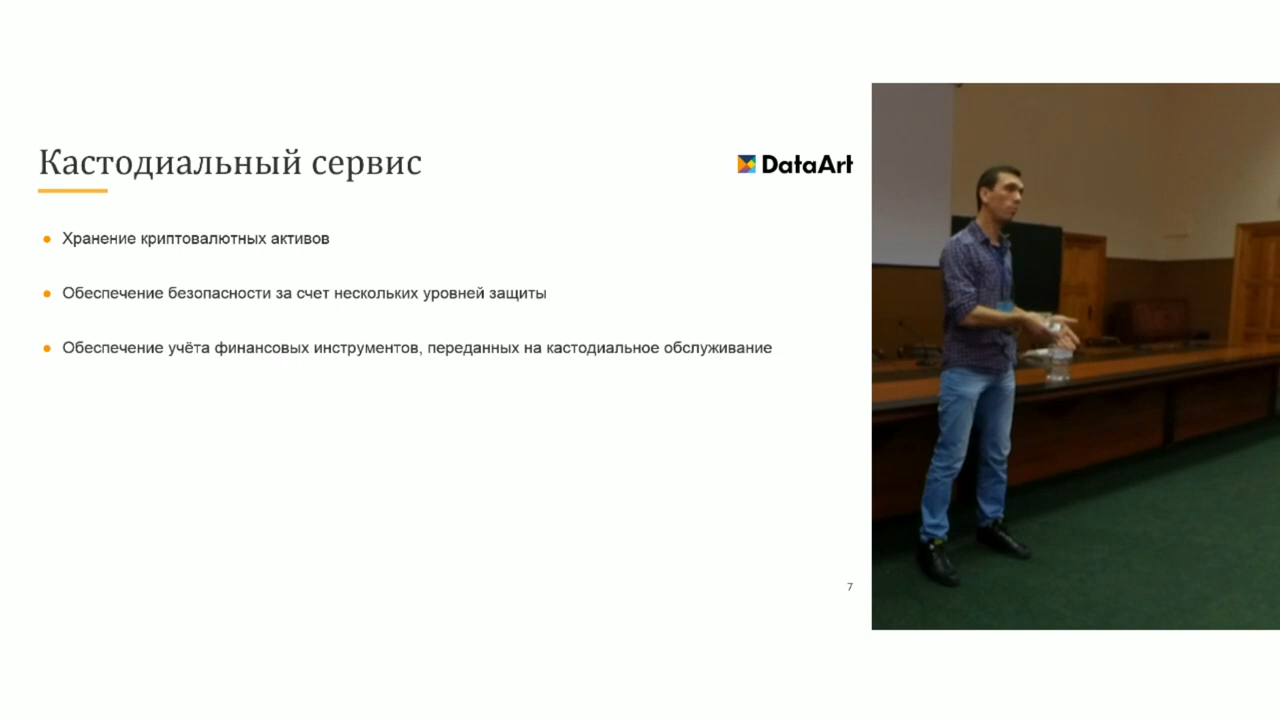 Кастодиальный сервис
DataArt
Хранение криптовалютных активов
Обеспечение безопасности за счет нескольких уровней защиты
Обеспечение учёта финансовых инструментов, переданных на кастодиальное обслуживание
7